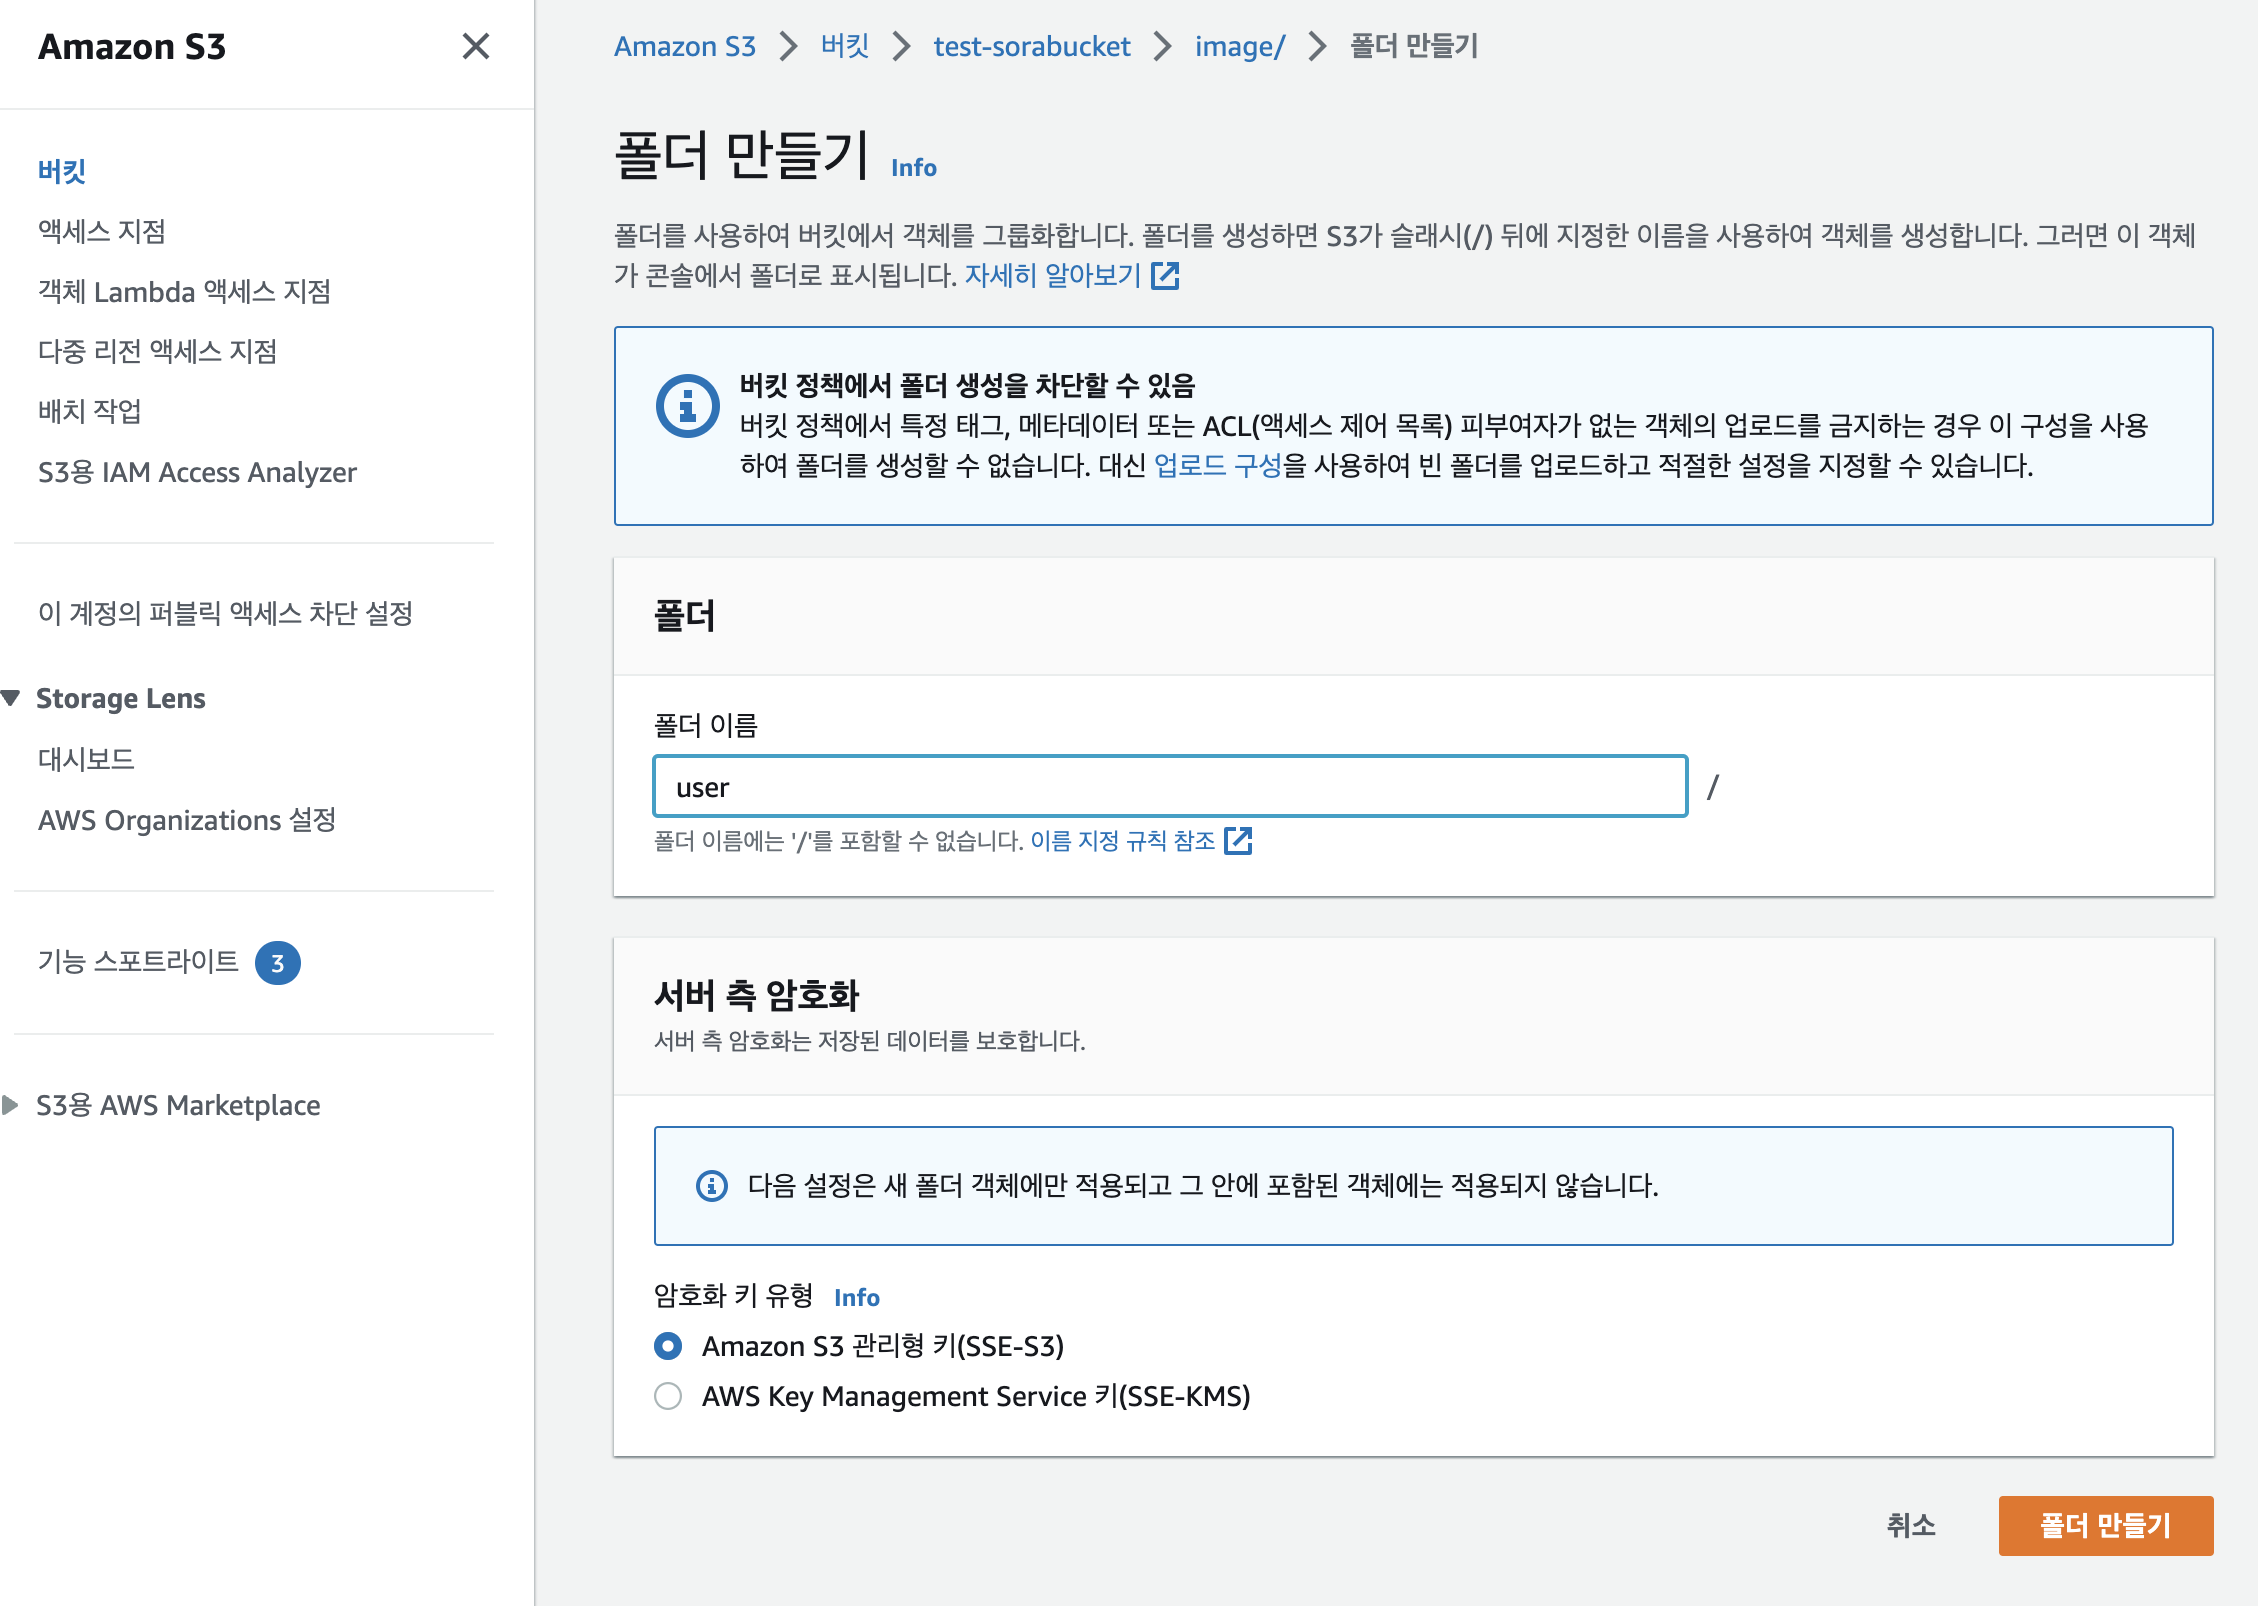 Amazon S3
버킷
액세스 지점
객체 Lambda 액세스 지점
다중 리전 액세스 지점
배치 작업
S3용 IAM Access Analyzer
이 계정의 퍼블릭 액세스 차단 설정
Storage Lens
대시보드
AWS Organizations 설정
기능 스포트라이트 3
S3용 AWS Marketplace
Amazon S3 > 버킷 > test-sorabucket > image/ > 폴더 만들기
폴더 만들기 Info
폴더를 사용하여 버킷에서 객체를 그룹화합니다. 폴더를 생성하면 S3가 슬래시(/) 뒤에 지정한 이름을 사용하여 객체를 생성합니다. 그러면 이 객체
가 콘솔에서 폴더로 표시됩니다. 자세히 알아보기
버킷 정책에서 폴더 생성을 차단할 수 있음
버킷 정책에서 특정 태그, 메타데이터 또는 ACL(액세스 제어 목록) 피부여자가 없는 객체의 업로드를 금지하는 경우 이 구성을 사용
하여 폴더를 생성할 수 없습니다. 대신 업로드 구성을 사용하여 빈 폴더를 업로드하고 적절한 설정을 지정할 수 있습니다.
폴더
폴더 이름
user /
폴더 이름에는 '/'를 포함할 수 없습니다. 이름 지정 규칙 참조
서버 측 암호화
서버 측 암호화는 저장된 데이터를 보호합니다.
다음 설정은 새 폴더 객체에만 적용되고 그 안에 포함된 객체에는 적용되지 않습니다.
암호화 키 유형 Info
Amazon S3 관리형 키(SSE-S3)
AWS Key Management Service 키(SSE-KMS)
취소 폴더 만들기